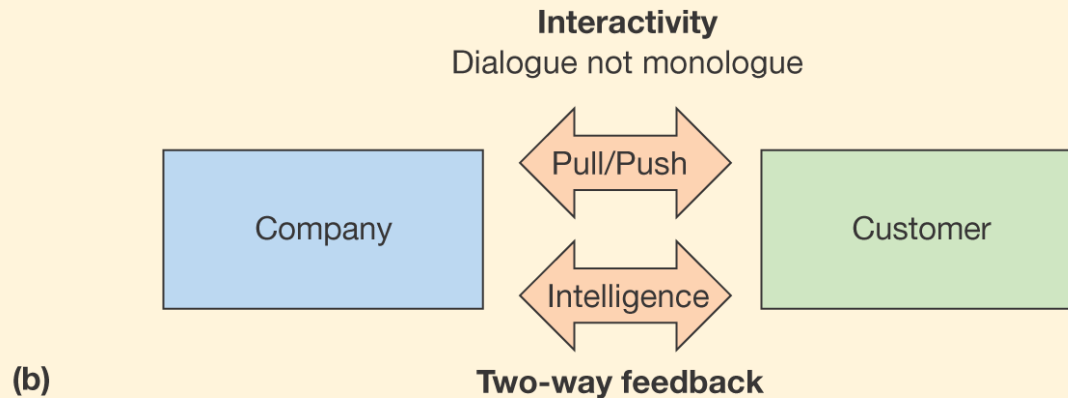 Interactivity
Dialogue not monologue
Pull/Push
Company
Customer
Intelligence
(b)
Two-way feedback